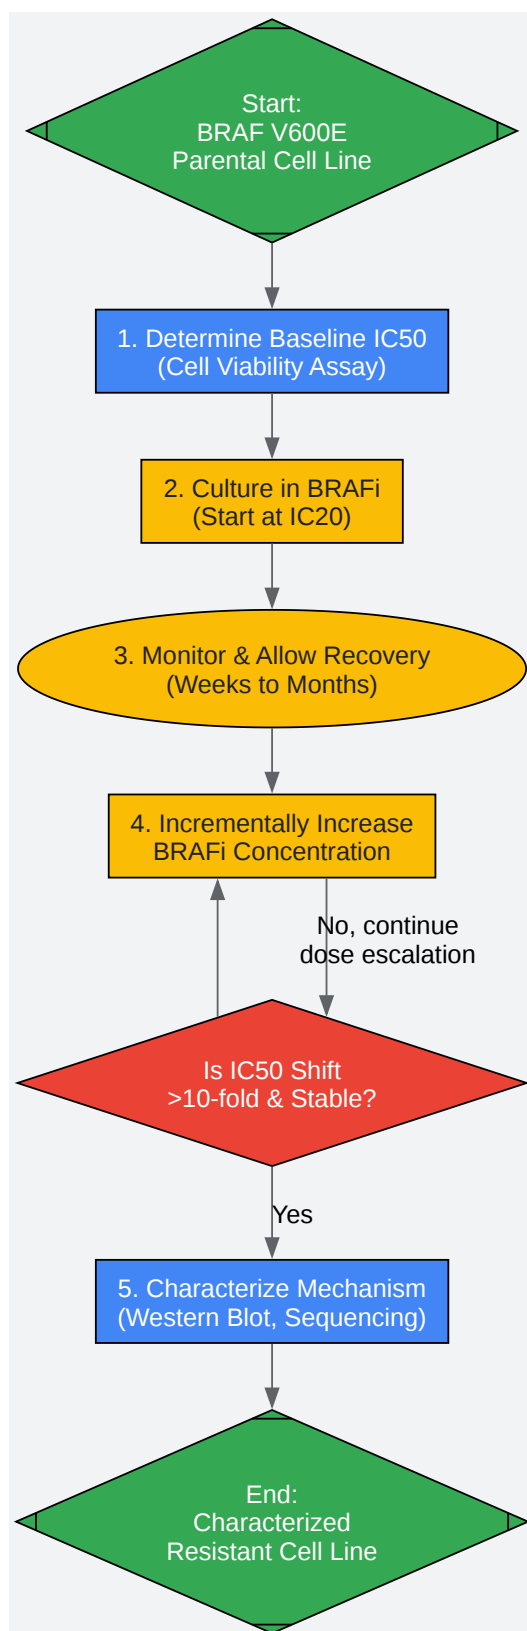 Start:
BRAF V600E
Parental Cell Line
1. Determine Baseline IC50
(Cell Viability Assay)
2. Culture in BRAFi
(Start at IC20)
3. Monitor & Allow Recovery
(Weeks to Months)
4. Incrementally Increase
BRAFi Concentration
No, continue
dose escalation
Is IC50 Shift
>10-fold & Stable?
Yes
5. Characterize Mechanism
(Western Blot, Sequencing)
End:
Characterized
Resistant Cell Line